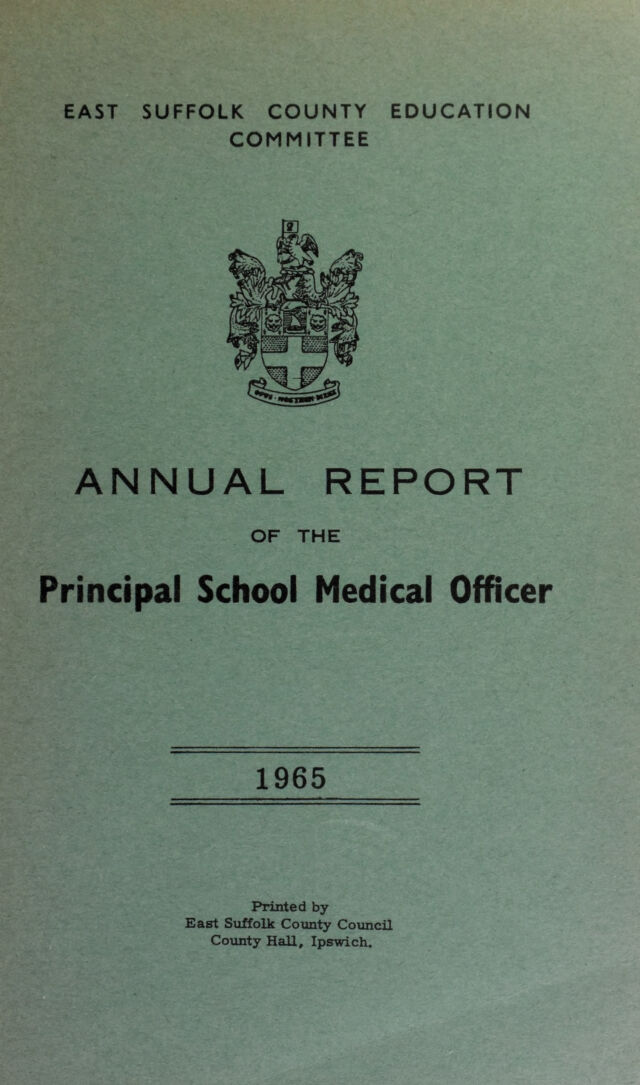 EAST SUFFOLK COUNTY EDUCATION
COMMITTEE
ANNUAL REPORT
OF THE
Principal School Medical Officer
1965
Printed by
East Suffolk County Council
County Hall, Ipswich.